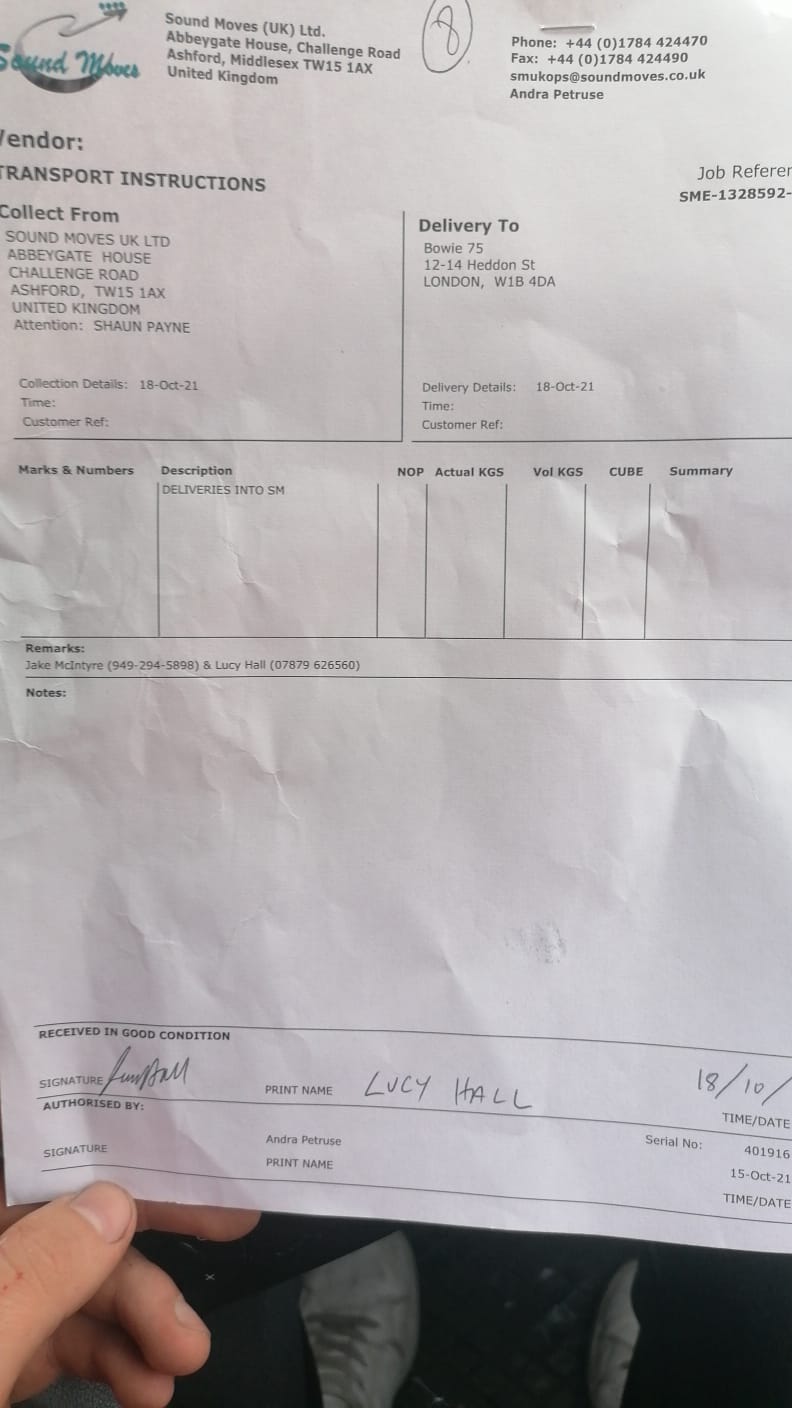 Sound Moves
Sound Moves (UK) Ltd.
Abbeygate House, Challenge Road
Ashford, Middlesex TW15 1AX
United Kingdom
8
Phone: +44 (0)1784 424470
Fax: +44 (0)1784 424490
smukops@soundmoves.co.uk
Andra Petruse
Vendor:
TRANSPORT INSTRUCTIONS
Job Refere
SME-1328592-
Collect From
SOUND MOVES UK LTD
ABBEYGATE HOUSE
CHALLENGE ROAD
ASHFORD, TW15 1AX
UNITED KINGDOM
Attention: SHAUN PAYNE
Collection Details: 18-Oct-21
Time:
Customer Ref:
Delivery To
Bowie 75
12-14 Heddon St
LONDON, W1B 4DA
Delivery Details: 18-Oct-21
Time:
Customer Ref:
Marks & Numbers Description NOP Actual KGS Vol KGS CUBE Summary
DELIVERIES INTO SM
Remarks:
Jake McIntyre (949-294-5898) & Lucy Hall (07879 626560)
Notes:
RECEIVED IN GOOD CONDITION
SIGNATURE PRINT NAME LUCY HALL 18/10/
TIME/DATE
AUTHORISED BY:
Andra Petruse Serial No: 401916
SIGNATURE PRINT NAME 15-Oct-21
TIME/DATE